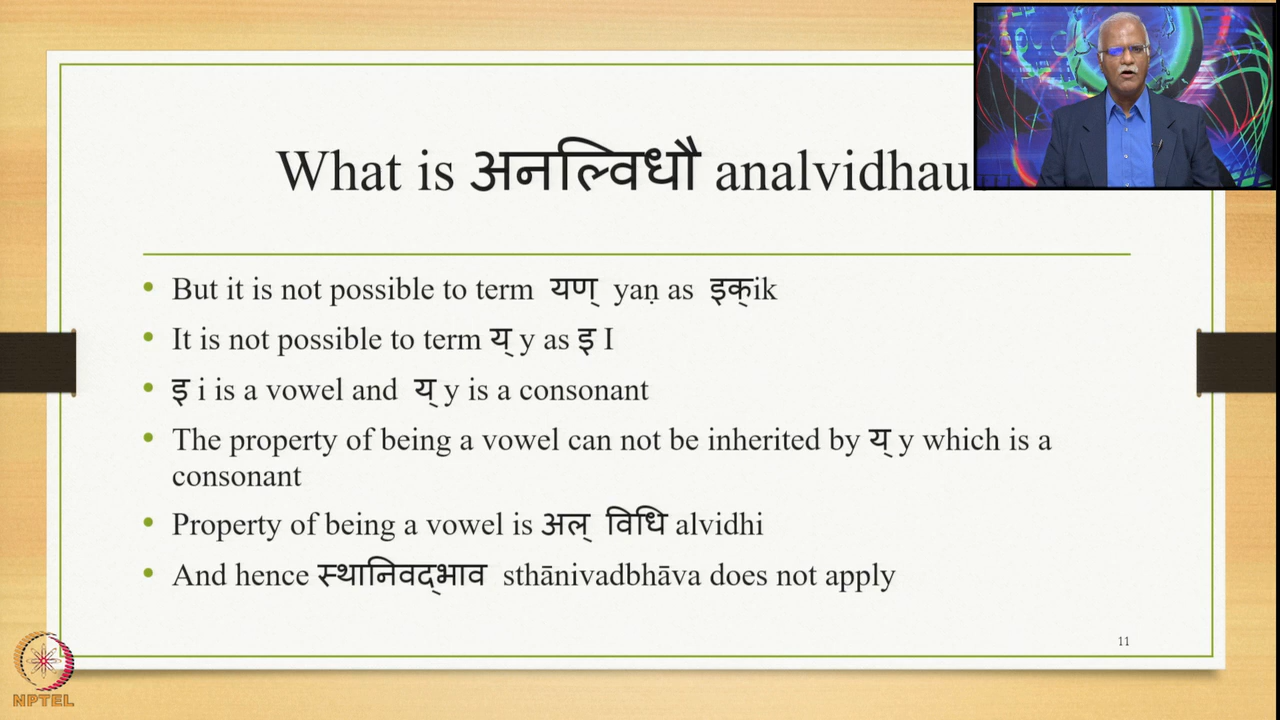 What is अनल्विधौ analvidhau
• But it is not possible to term यण् yaṇ as इक्ik
• It is not possible to term य् y as इ I
• इ i is a vowel and य् y is a consonant
• The property of being a vowel can not be inherited by य् y which is a
consonant
• Property of being a vowel is अल् विधि alvidhi
• And hence स्थानिवद्भाव sthānivadbhāva does not apply
11
NPTEL